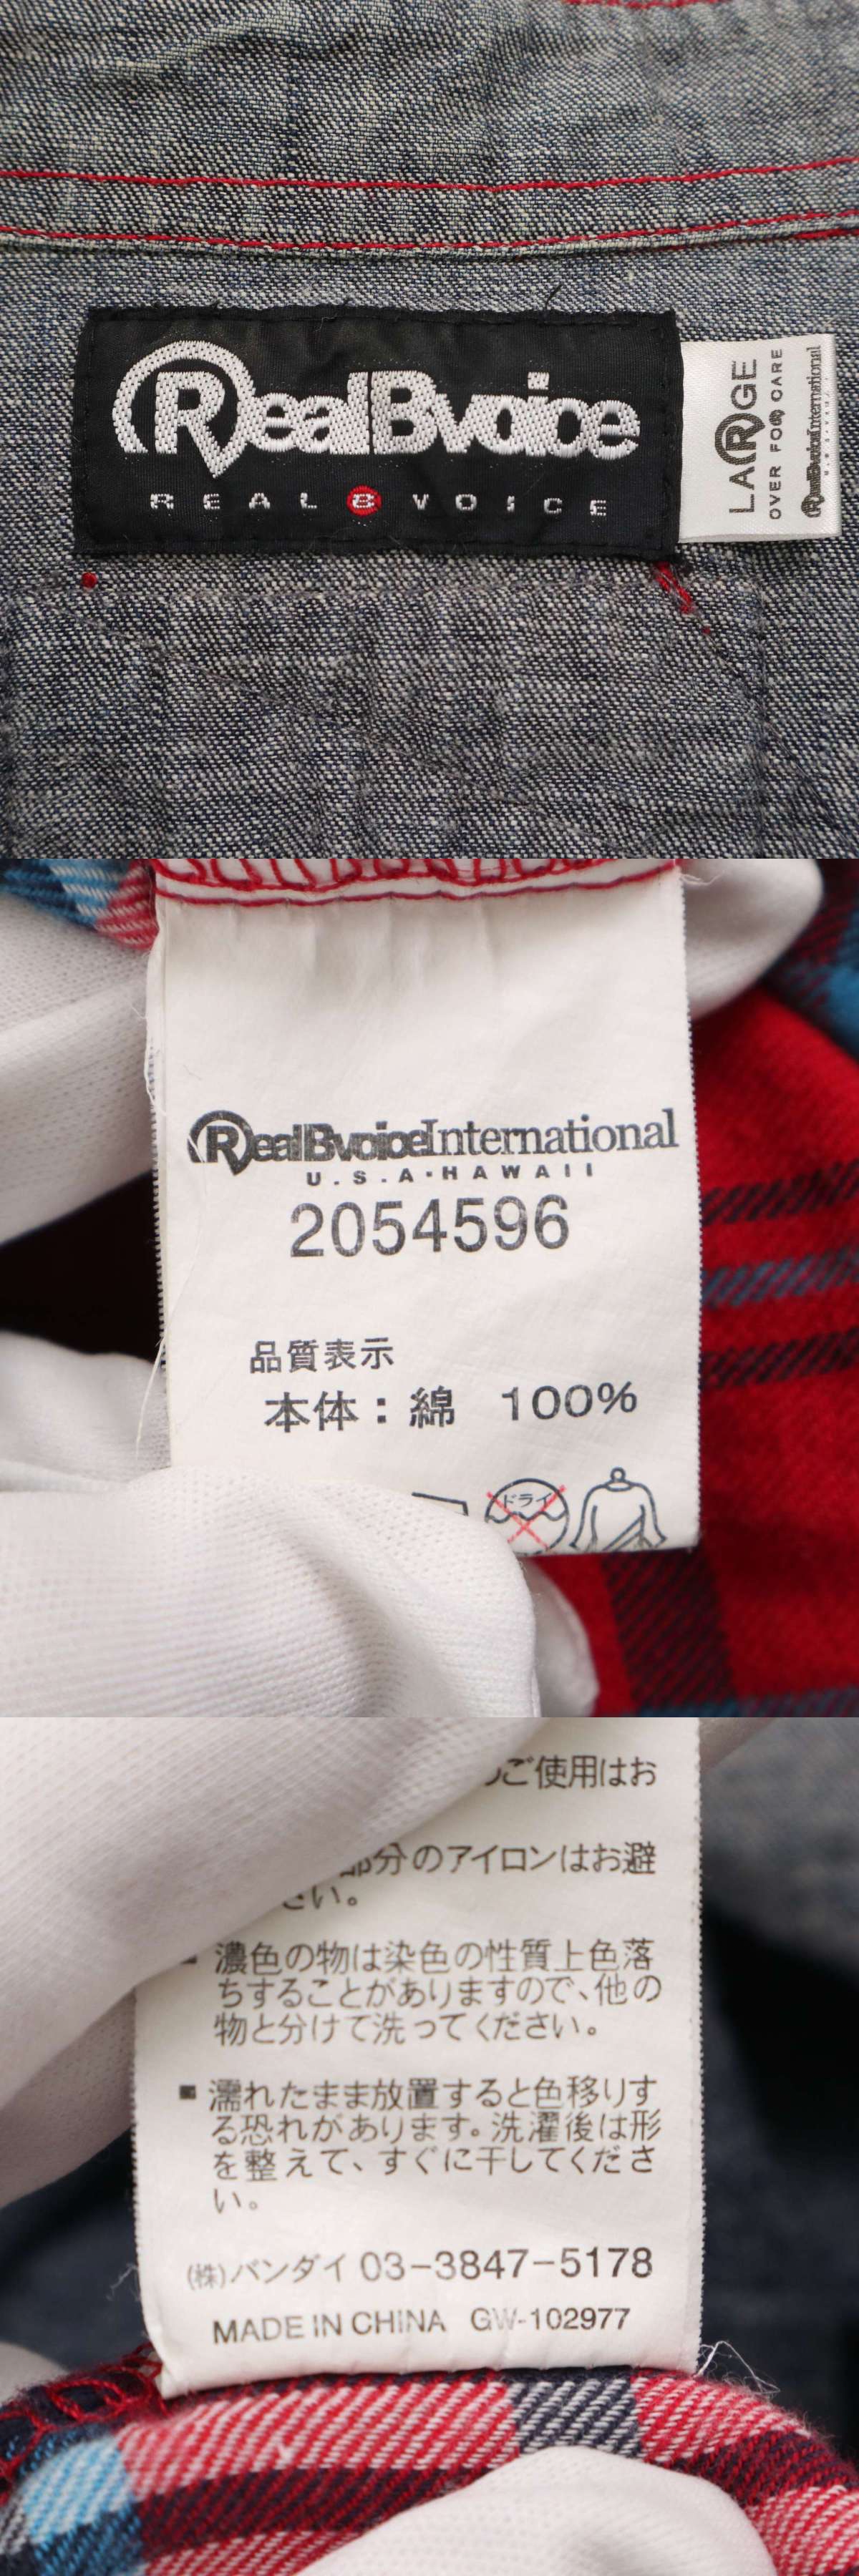 RealBvoice
REAL B VOICE
LARGE
OVER FOR CARE
RealBvoiceInternational
RealBvoiceInternational
U.S.A・HAWAII
2054596
品質表示
本体：綿 100%
ドライ
ご使用はお
部分のアイロンはお避
さい。
濃色の物は染色の性質上色落
ちすることがありますので、他の
物と分けて洗ってください。
■ 濡れたまま放置すると色移りす
る恐れがあります。洗濯後は形
を整えて、すぐに干してくださ
い。
(株)バンダイ 03-3847-5178
MADE IN CHINA GW-102977